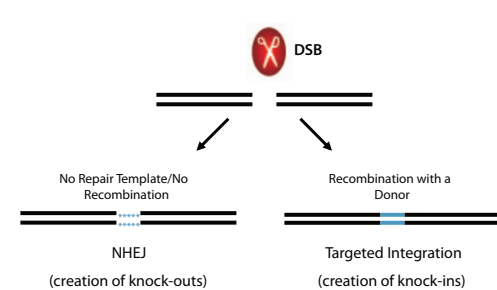 DSB
No Repair Template/No
Recombination
NHEJ
(creation of knock-outs)
Recombination with a
Donor
Targeted Integration
(creation of knock-ins)